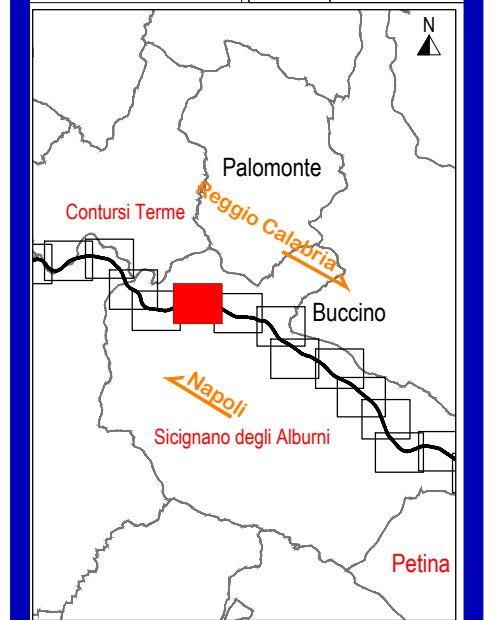 N
Palomonte
Reggio Calabria
Contursi Terme
Buccino
Napoli
Sicignano degli Alburni
Petina